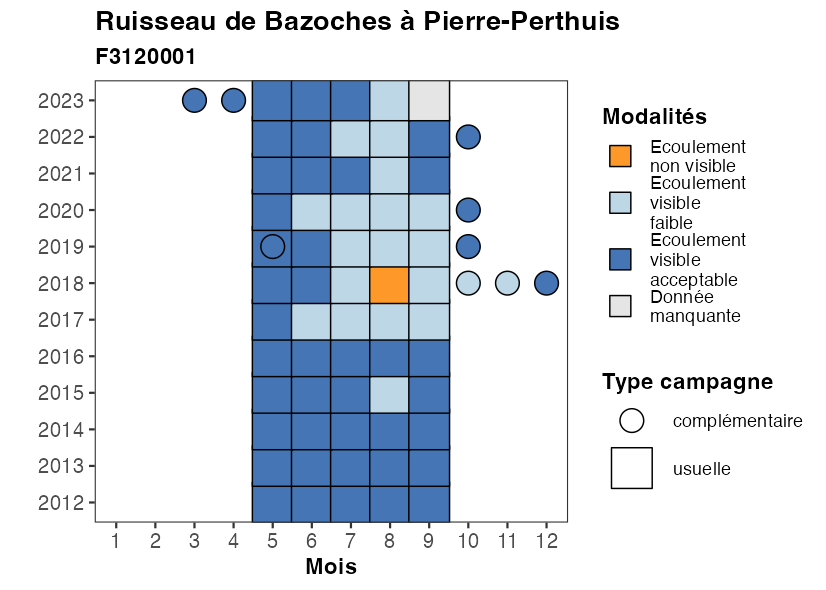 Ruisseau de Bazoches à Pierre-Perthuis
F3120001
2023
2022
2021
2020
2019
2018
2017
2016
2015
2014
2013
2012
1 2 3 4 5 6 7 8 9 10 11 12
Mois
Modalités
Ecoulement
non visible
Ecoulement
visible
faible
Ecoulement
visible
acceptable
Donnée
manquante
Type campagne
complémentaire
usuelle